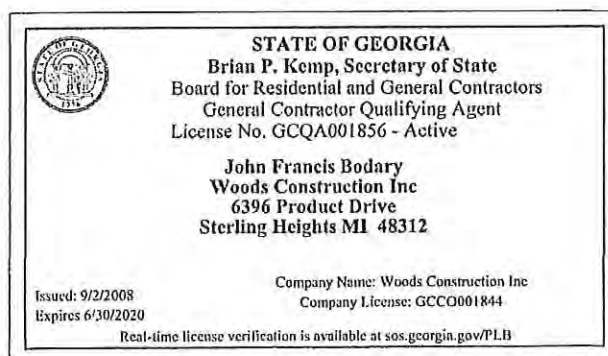 STATE OF GEORGIA
Brian P. Kemp, Secretary of State
Board for Residential and General Contractors
General Contractor Qualifying Agent
License No. GCQA001856 - Active
John Francis Bodary
Woods Construction Inc
6396 Product Drive
Sterling Heights MI 48312
Company Name: Woods Construction Inc
Issued: 9/2/2008
Company License: GCCO001844
Expires 6/30/2020
Real-time license verification is available at sos.georgia.gov/PLB
STATE OF GEORGIA